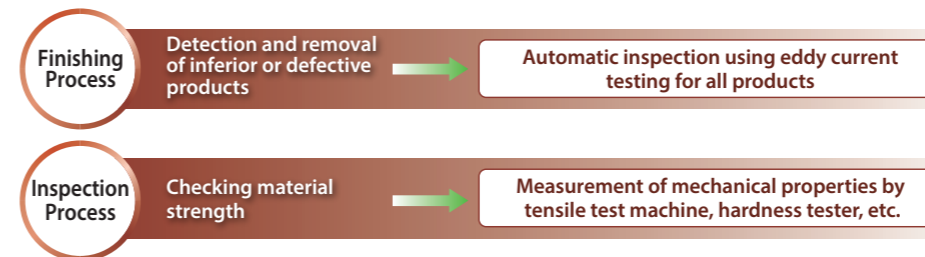 Finishing
Process
Detection and removal
of inferior or defective
products
Automatic inspection using eddy current
testing for all products
Inspection
Process
Checking material
strength
Measurement of mechanical properties by
tensile test machine, hardness tester, etc.